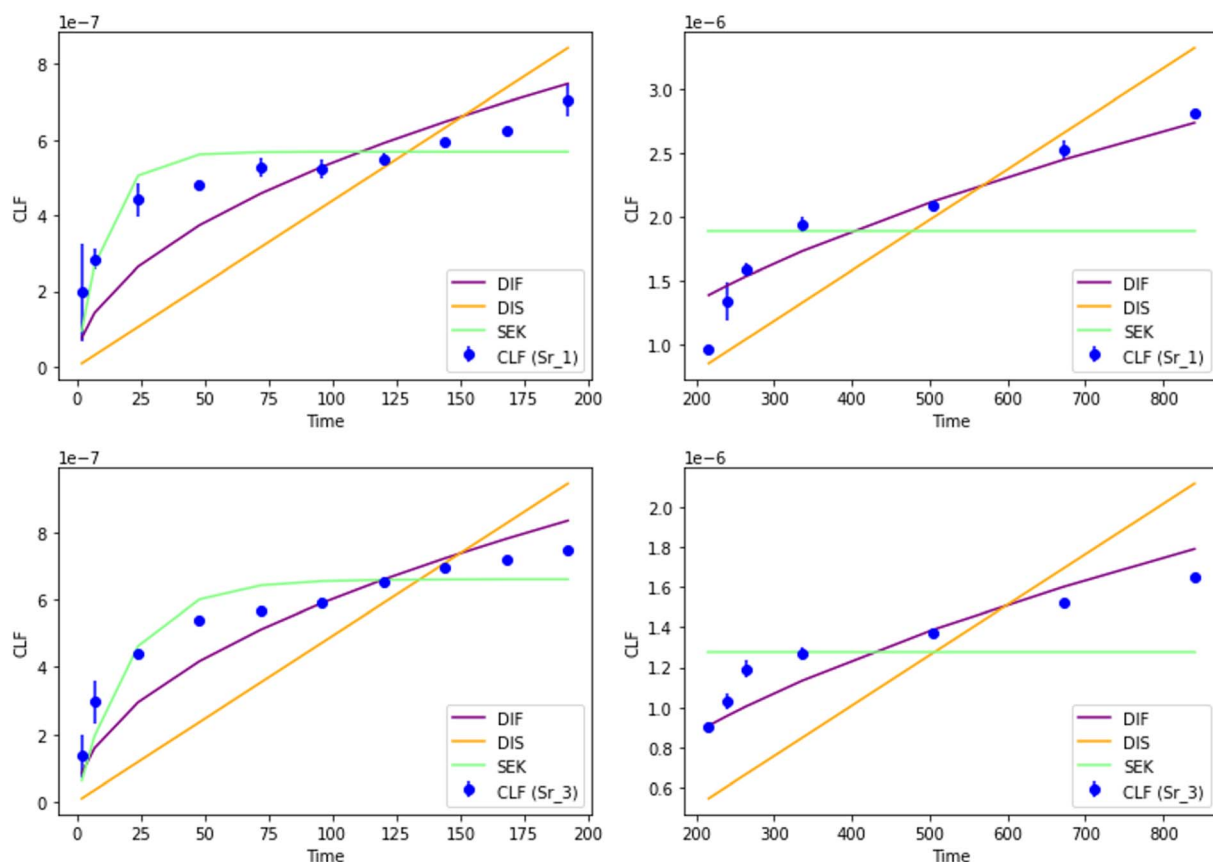 1e−7
8
6
4
2
0
CLF
0 25 50 75 100 125 150 175 200
Time
DIF
DIS
SEK
CLF (Sr_1)
1e−6
3.0
2.5
2.0
1.5
1.0
CLF
200 300 400 500 600 700 800
Time
DIF
DIS
SEK
CLF (Sr_1)
1e−7
8
6
4
2
0
CLF
0 25 50 75 100 125 150 175 200
Time
DIF
DIS
SEK
CLF (Sr_3)
1e−6
2.0
1.8
1.6
1.4
1.2
1.0
0.8
0.6
CLF
200 300 400 500 600 700 800
Time
DIF
DIS
SEK
CLF (Sr_3)